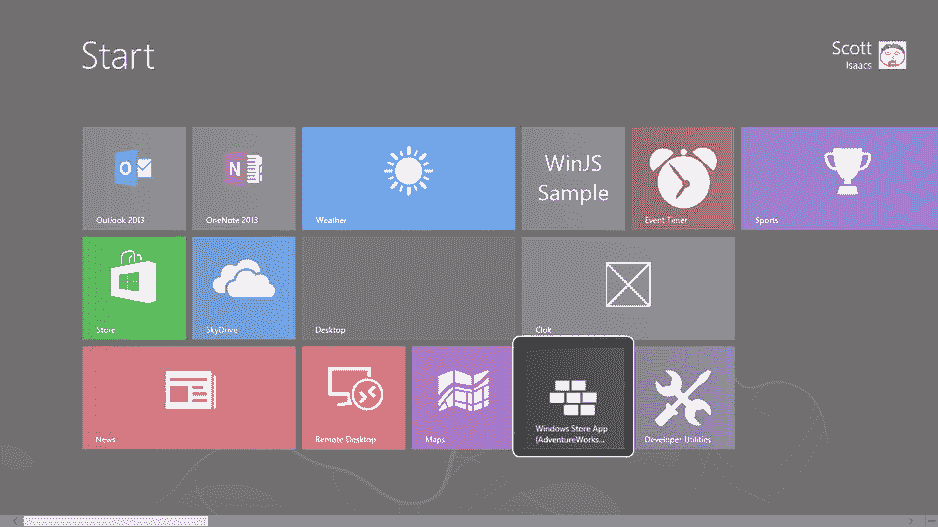 Start
Scott
Isaacs
O
Outlook 2013
N
OneNote 2013
Weather
WinJS
Sample
Event Timer
Sports
Store
SkyDrive
Desktop
Clok
News
Remote Desktop
Maps
Windows Store App
(AdventureWorks...
Developer Utilities